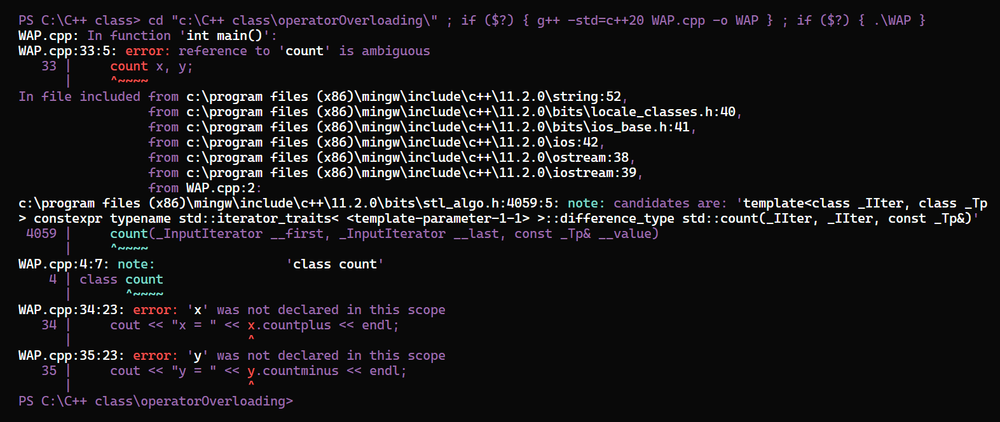 PS C:\C++ class> cd "c:\C++ class\operatorOverloading\" ; if ($?) { g++ -std=c++20 WAP.cpp -o WAP } ; if ($?) { .\WAP }
WAP.cpp: In function 'int main()':
WAP.cpp:33:5: error: reference to 'count' is ambiguous
   33 |     count x, y;
      |     ^~~~~
In file included from c:\program files (x86)\mingw\include\c++\11.2.0\string:52,
                 from c:\program files (x86)\mingw\include\c++\11.2.0\bits\locale_classes.h:40,
                 from c:\program files (x86)\mingw\include\c++\11.2.0\bits\ios_base.h:41,
                 from c:\program files (x86)\mingw\include\c++\11.2.0\ios:42,
                 from c:\program files (x86)\mingw\include\c++\11.2.0\ostream:38,
                 from c:\program files (x86)\mingw\include\c++\11.2.0\iostream:39,
                 from WAP.cpp:2:
c:\program files (x86)\mingw\include\c++\11.2.0\bits\stl_algo.h:4059:5: note: candidates are: 'template<class _IIter, class _Tp
> constexpr typename std::iterator_traits< <template-parameter-1-1> >::difference_type std::count(_IIter, _IIter, const _Tp&)'
 4059 |     count(_InputIterator __first, _InputIterator __last, const _Tp& __value)
      |     ^~~~~
WAP.cpp:4:7: note:                 'class count'
    4 | class count
      |       ^~~~~
WAP.cpp:34:23: error: 'x' was not declared in this scope
   34 |     cout << "x = " << x.countplus << endl;
      |                       ^
WAP.cpp:35:23: error: 'y' was not declared in this scope
   35 |     cout << "y = " << y.countminus << endl;
      |                       ^
PS C:\C++ class\operatorOverloading>